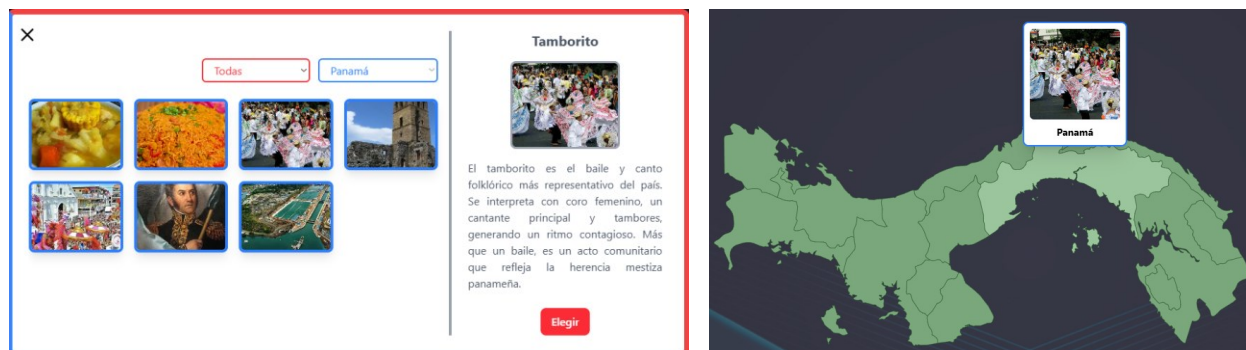 Todas
Panamá
Tamborito
El tamborito es el baile y canto
folklórico más representativo del país.
Se interpreta con coro femenino, un
cantante principal y tambores,
generando un ritmo contagioso. Más
que un baile, es un acto comunitario
que refleja la herencia mestiza
panameña.
Elegir
Panamá